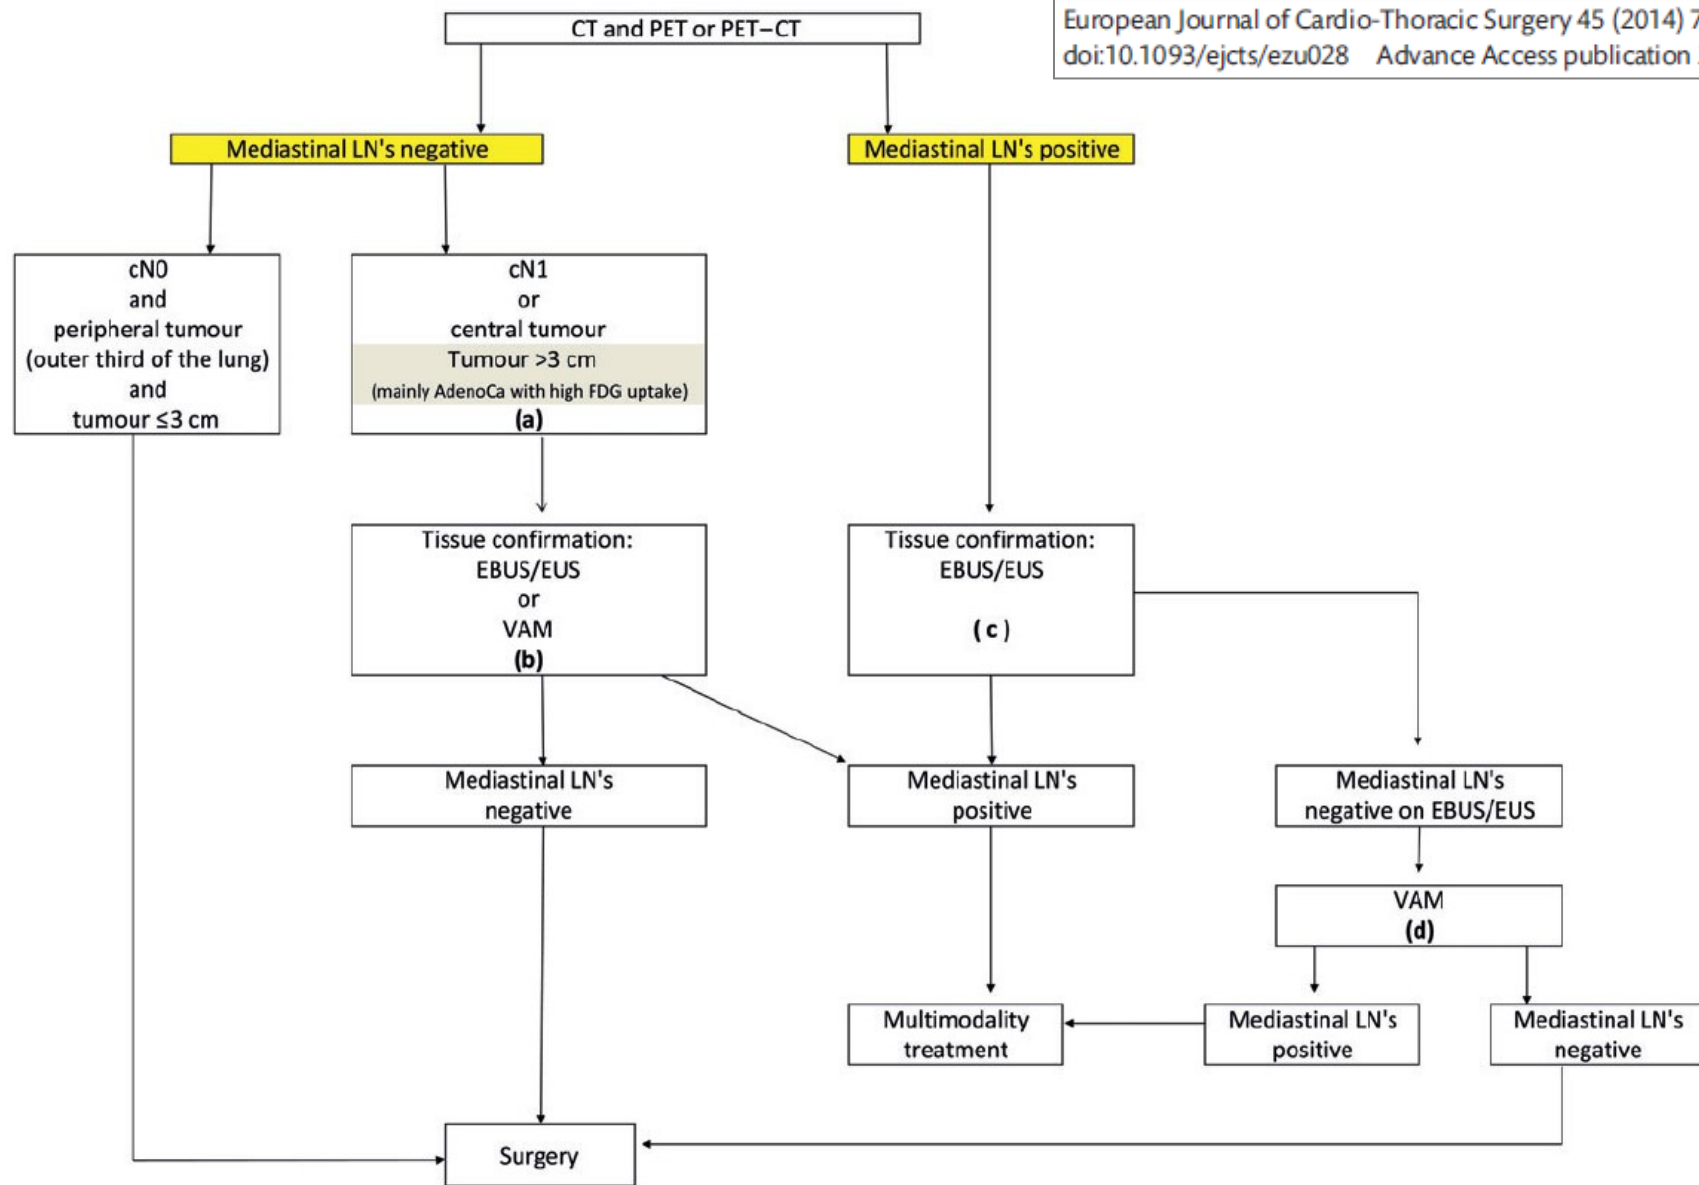 CT and PET or PET–CT
European Journal of Cardio-Thoracic Surgery 45 (2014) 7
doi:10.1093/ejcts/ezu028 Advance Access publication
Mediastinal LN's negative
Mediastinal LN's positive
cN0
and
peripheral tumour
(outer third of the lung)
and
tumour ≤3 cm
cN1
or
central tumour
Tumour >3 cm
(mainly AdenoCa with high FDG uptake)
(a)
Tissue confirmation:
EBUS/EUS
or
VAM
(b)
Tissue confirmation:
EBUS/EUS
( c )
Mediastinal LN's
negative
Mediastinal LN's
positive
Mediastinal LN's
negative on EBUS/EUS
VAM
(d)
Multimodality
treatment
Mediastinal LN's
positive
Mediastinal LN's
negative
Surgery